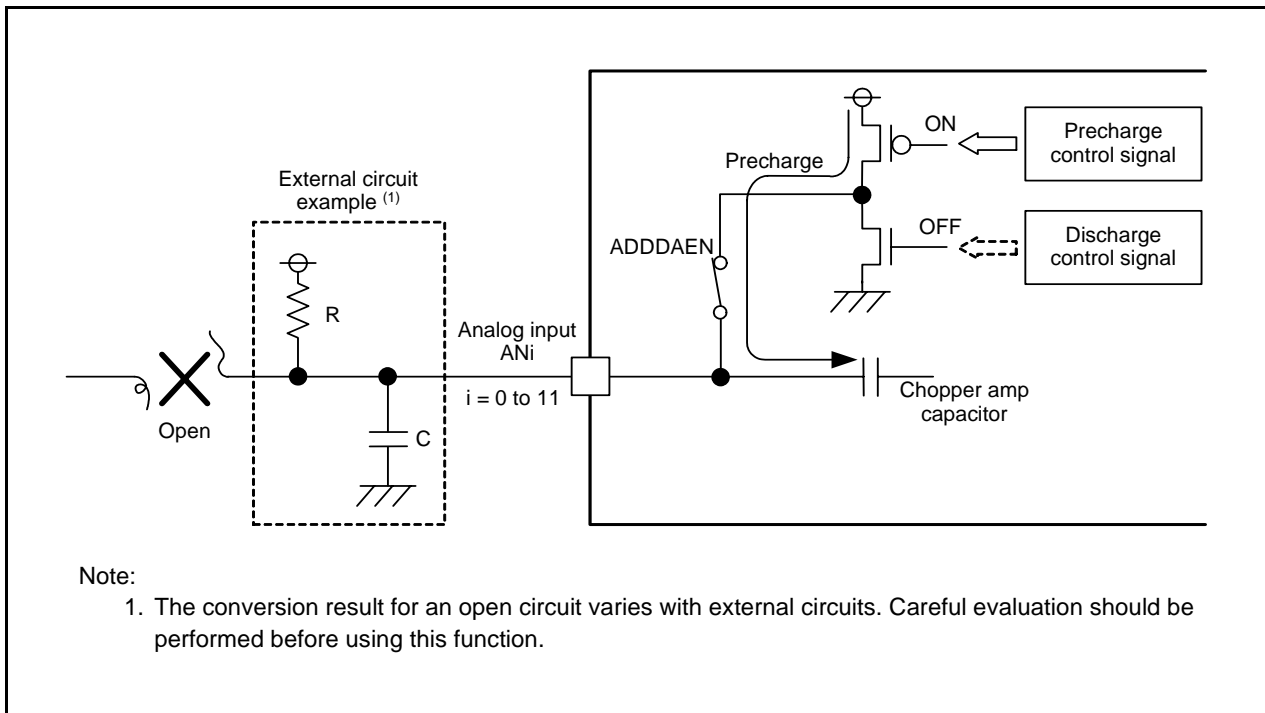 ON
Precharge
control signal
Precharge
External circuit
example (1)
OFF
Discharge
control signal
ADDDAEN
R
Analog input
ANi
i = 0 to 11
Chopper amp
capacitor
Open
C
Note:
1. The conversion result for an open circuit varies with external circuits. Careful evaluation should be
performed before using this function.